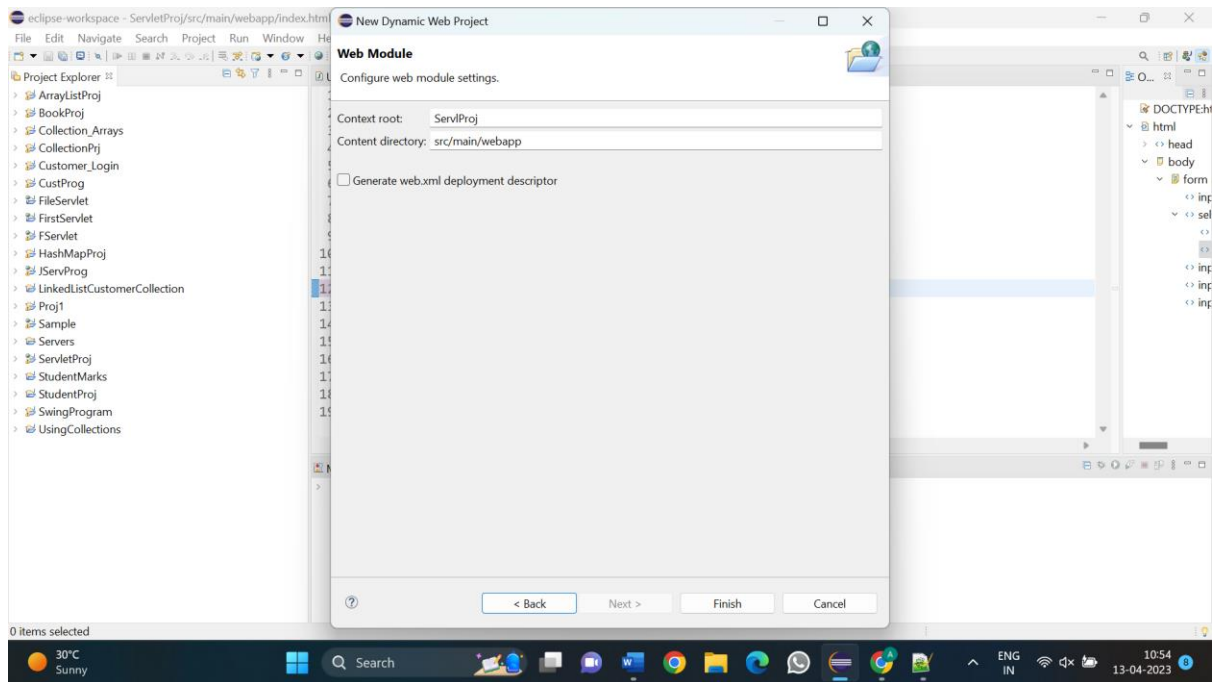 eclipse-workspace - ServletProj/src/main/webapp/index.html
File Edit Navigate Search Project Run Window He
Project Explorer
ArrayListProj
BookProj
Collection_Arrays
CollectionPrj
Customer_Login
CustProg
FileServlet
FirstServlet
FServlet
HashMapProj
JServProg
LinkedListCustomerCollection
Proj1
Sample
Servers
ServletProj
StudentMarks
StudentProj
SwingProgram
UsingCollections
New Dynamic Web Project
Web Module
Configure web module settings.
Context root: ServlProj
Content directory: src/main/webapp
Generate web.xml deployment descriptor
< Back Next > Finish Cancel
O...
DOCTYPE:ht
html
head
body
form
inp
sel
inp
inp
inp
0 items selected
30°C
Sunny
Search
ENG
IN
10:54
13-04-2023
8